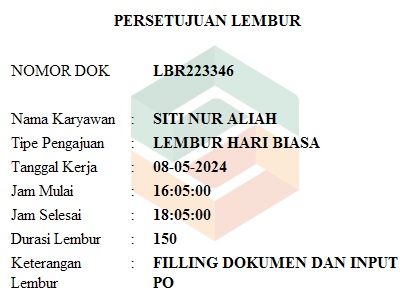 PERSETUJUAN LEMBUR
NOMOR DOK LBR223346
Nama Karyawan : SITI NUR ALIAH
Tipe Pengajuan : LEMBUR HARI BIASA
Tanggal Kerja : 08-05-2024
Jam Mulai : 16:05:00
Jam Selesai : 18:05:00
Durasi Lembur : 150
Keterangan : FILLING DOKUMEN DAN INPUT
Lembur PO